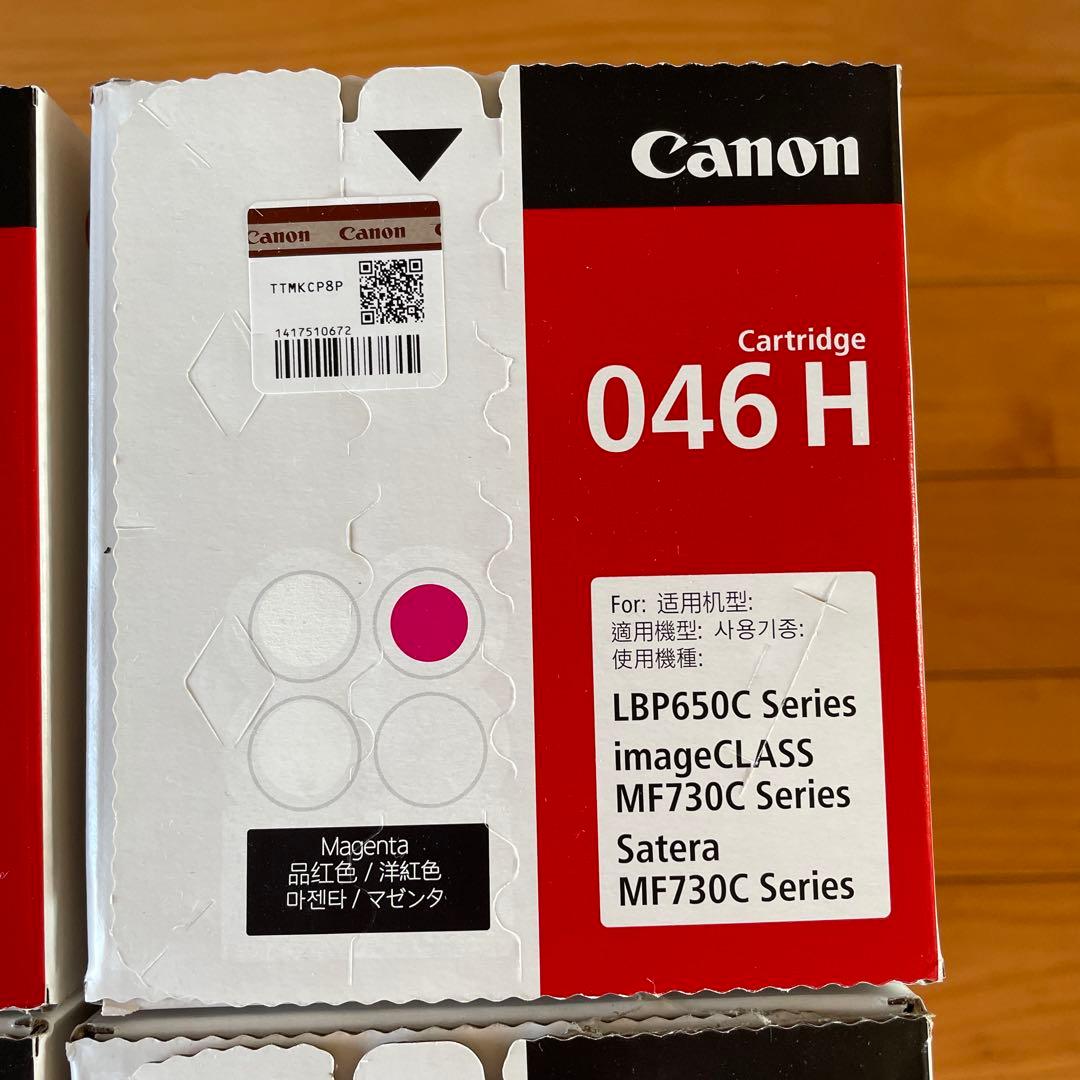 Canon
Canon Canon C
TTMKCP8P
1417510672
Cartridge
046 H
For: 适用机型:
適用機型: 사용기종:
使用機種:
LBP650C Series
imageCLASS
MF730C Series
Satera
MF730C Series
Magenta
品红色 / 洋紅色
마젠타 / マゼンタ